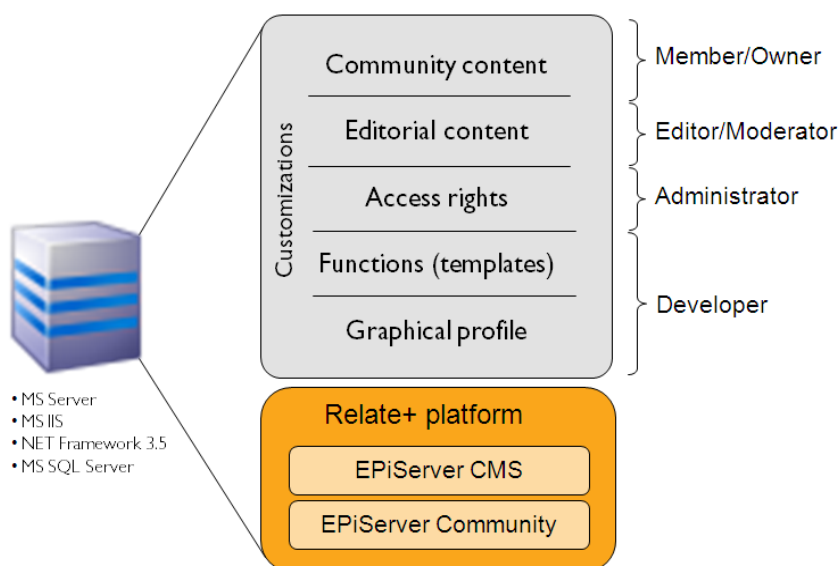 Community content
Member/Owner
Editorial content
Editor/Moderator
Customizations
Access rights
Administrator
Functions (templates)
Developer
Graphical profile
• MS Server
• MS IIS
• NET Framework 3.5
• MS SQL Server
Relate+ platform
EPiServer CMS
EPiServer Community